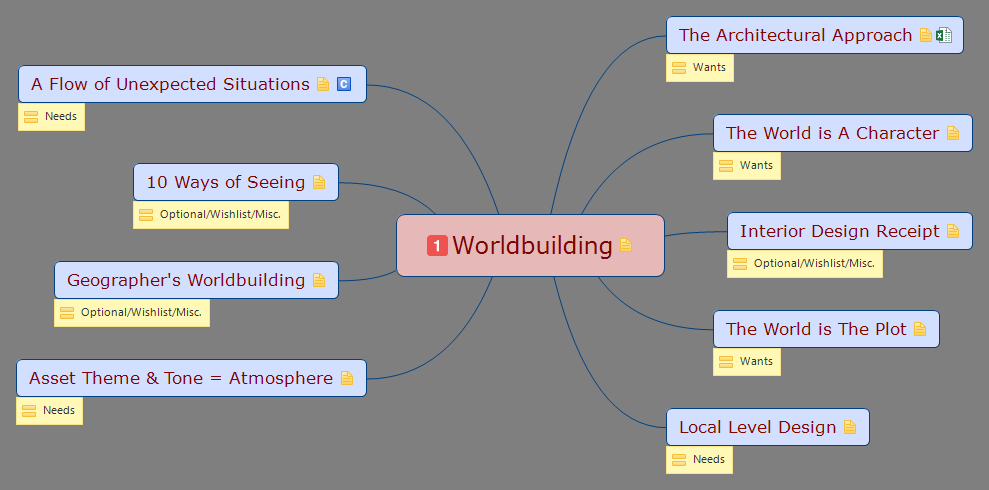 The Architectural Approach
Wants
A Flow of Unexpected Situations C
Needs
The World is A Character
Wants
10 Ways of Seeing
Optional/Wishlist/Misc.
Interior Design Receipt
Optional/Wishlist/Misc.
1 Worldbuilding
Geographer's Worldbuilding
Optional/Wishlist/Misc.
The World is The Plot
Wants
Asset Theme & Tone = Atmosphere
Needs
Local Level Design
Needs